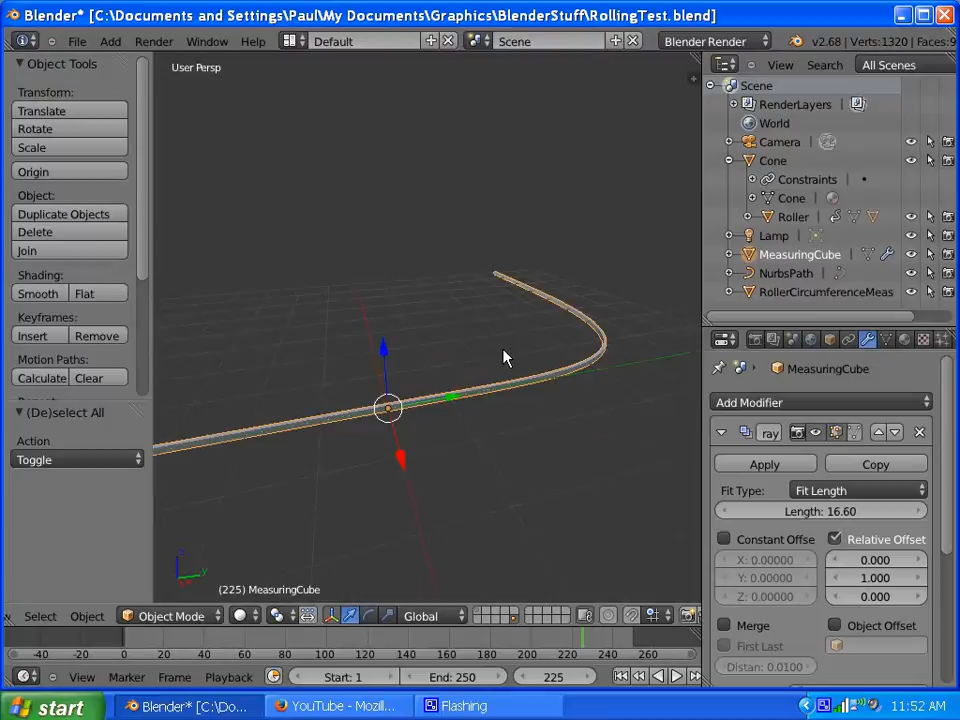 Blender* [C:\Documents and Settings\Paul\My Documents\Graphics\BlenderStuff\RollingTest.blend]
File Add Render Window Help Default Scene Blender Render v2.68 | Verts:1320 | Faces:9
Object Tools
User Persp
View Search All Scenes
Transform:
Translate
Rotate
Scale
Origin
Object:
Duplicate Objects
Delete
Join
Shading:
Smooth Flat
Keyframes:
Insert Remove
Motion Paths:
Calculate Clear
(De)select All
Action
Toggle
Scene
RenderLayers
World
Camera
Cone
Constraints
Cone
Roller
Lamp
MeasuringCube
NurbsPath
RollerCircumferenceMeas
MeasuringCube
Add Modifier
ray
Apply Copy
Fit Type: Fit Length
Length: 16.60
Constant Offse Relative Offset
X: 0.00000 0.000
Y: 0.00000 1.000
Z: 0.00000 0.000
Merge Object Offset
First Last
Distan: 0.0100
z
y
(225) MeasuringCube
Select Object Object Mode Global
-40 -20 0 20 40 60 80 100 120 140 160 180 200 220 240 260
View Marker Frame Playback Start: 1 End: 250 225
start Blender* [C:\Do... YouTube - Mozil... Flashing 11:52 AM